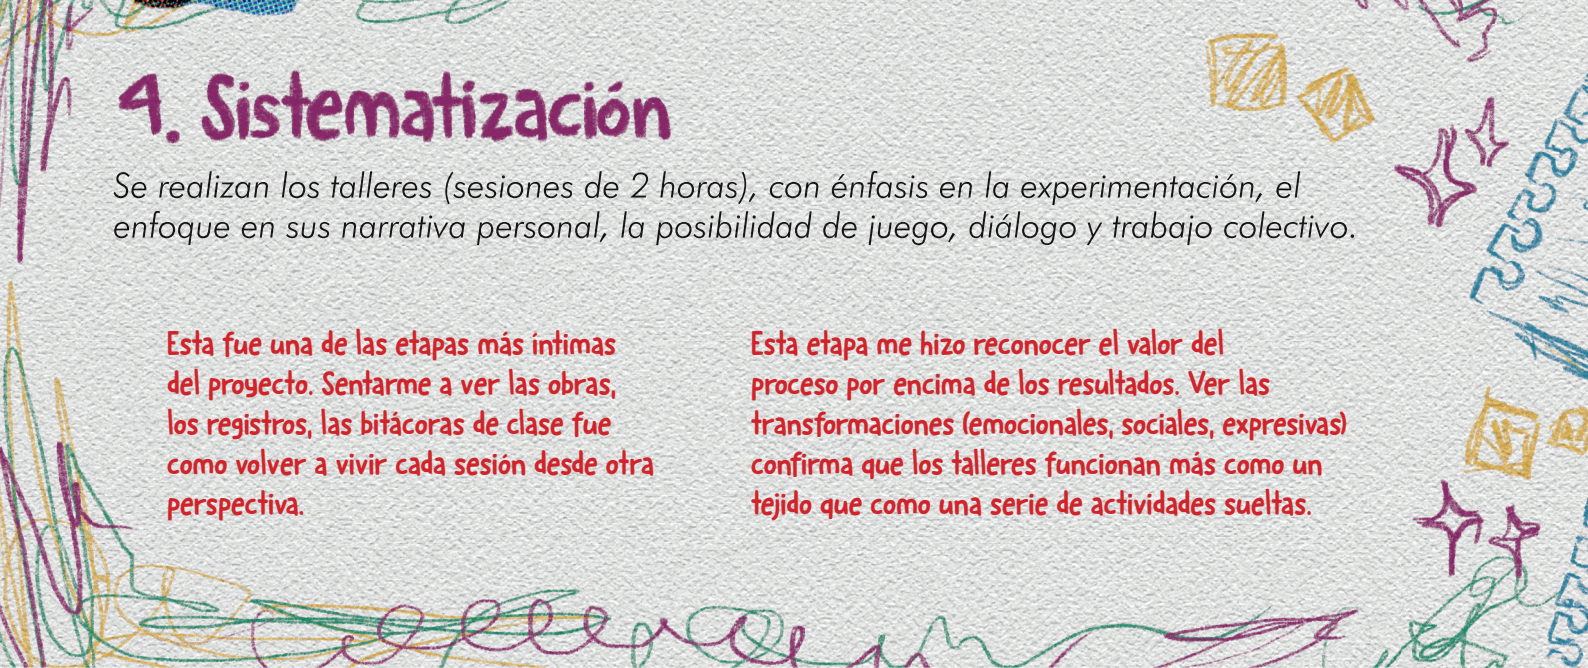 4. Sistematización
Se realizan los talleres (sesiones de 2 horas), con énfasis en la experimentación, el
enfoque en sus narrativa personal, la posibilidad de juego, diálogo y trabajo colectivo.
Esta fue una de las etapas más íntimas
del proyecto. Sentarme a ver las obras,
los registros, las bitácoras de clase fue
como volver a vivir cada sesión desde otra
perspectiva.
Esta etapa me hizo reconocer el valor del
proceso por encima de los resultados. Ver las
transformaciones (emocionales, sociales, expresivas)
confirma que los talleres funcionan más como un
tejido que como una serie de actividades sueltas.